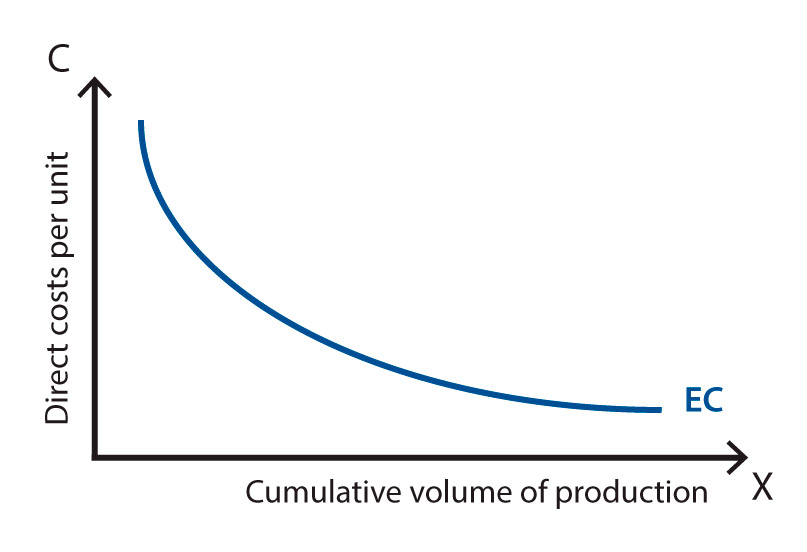 C
Direct costs per unit
EC
Cumulative volume of production
X